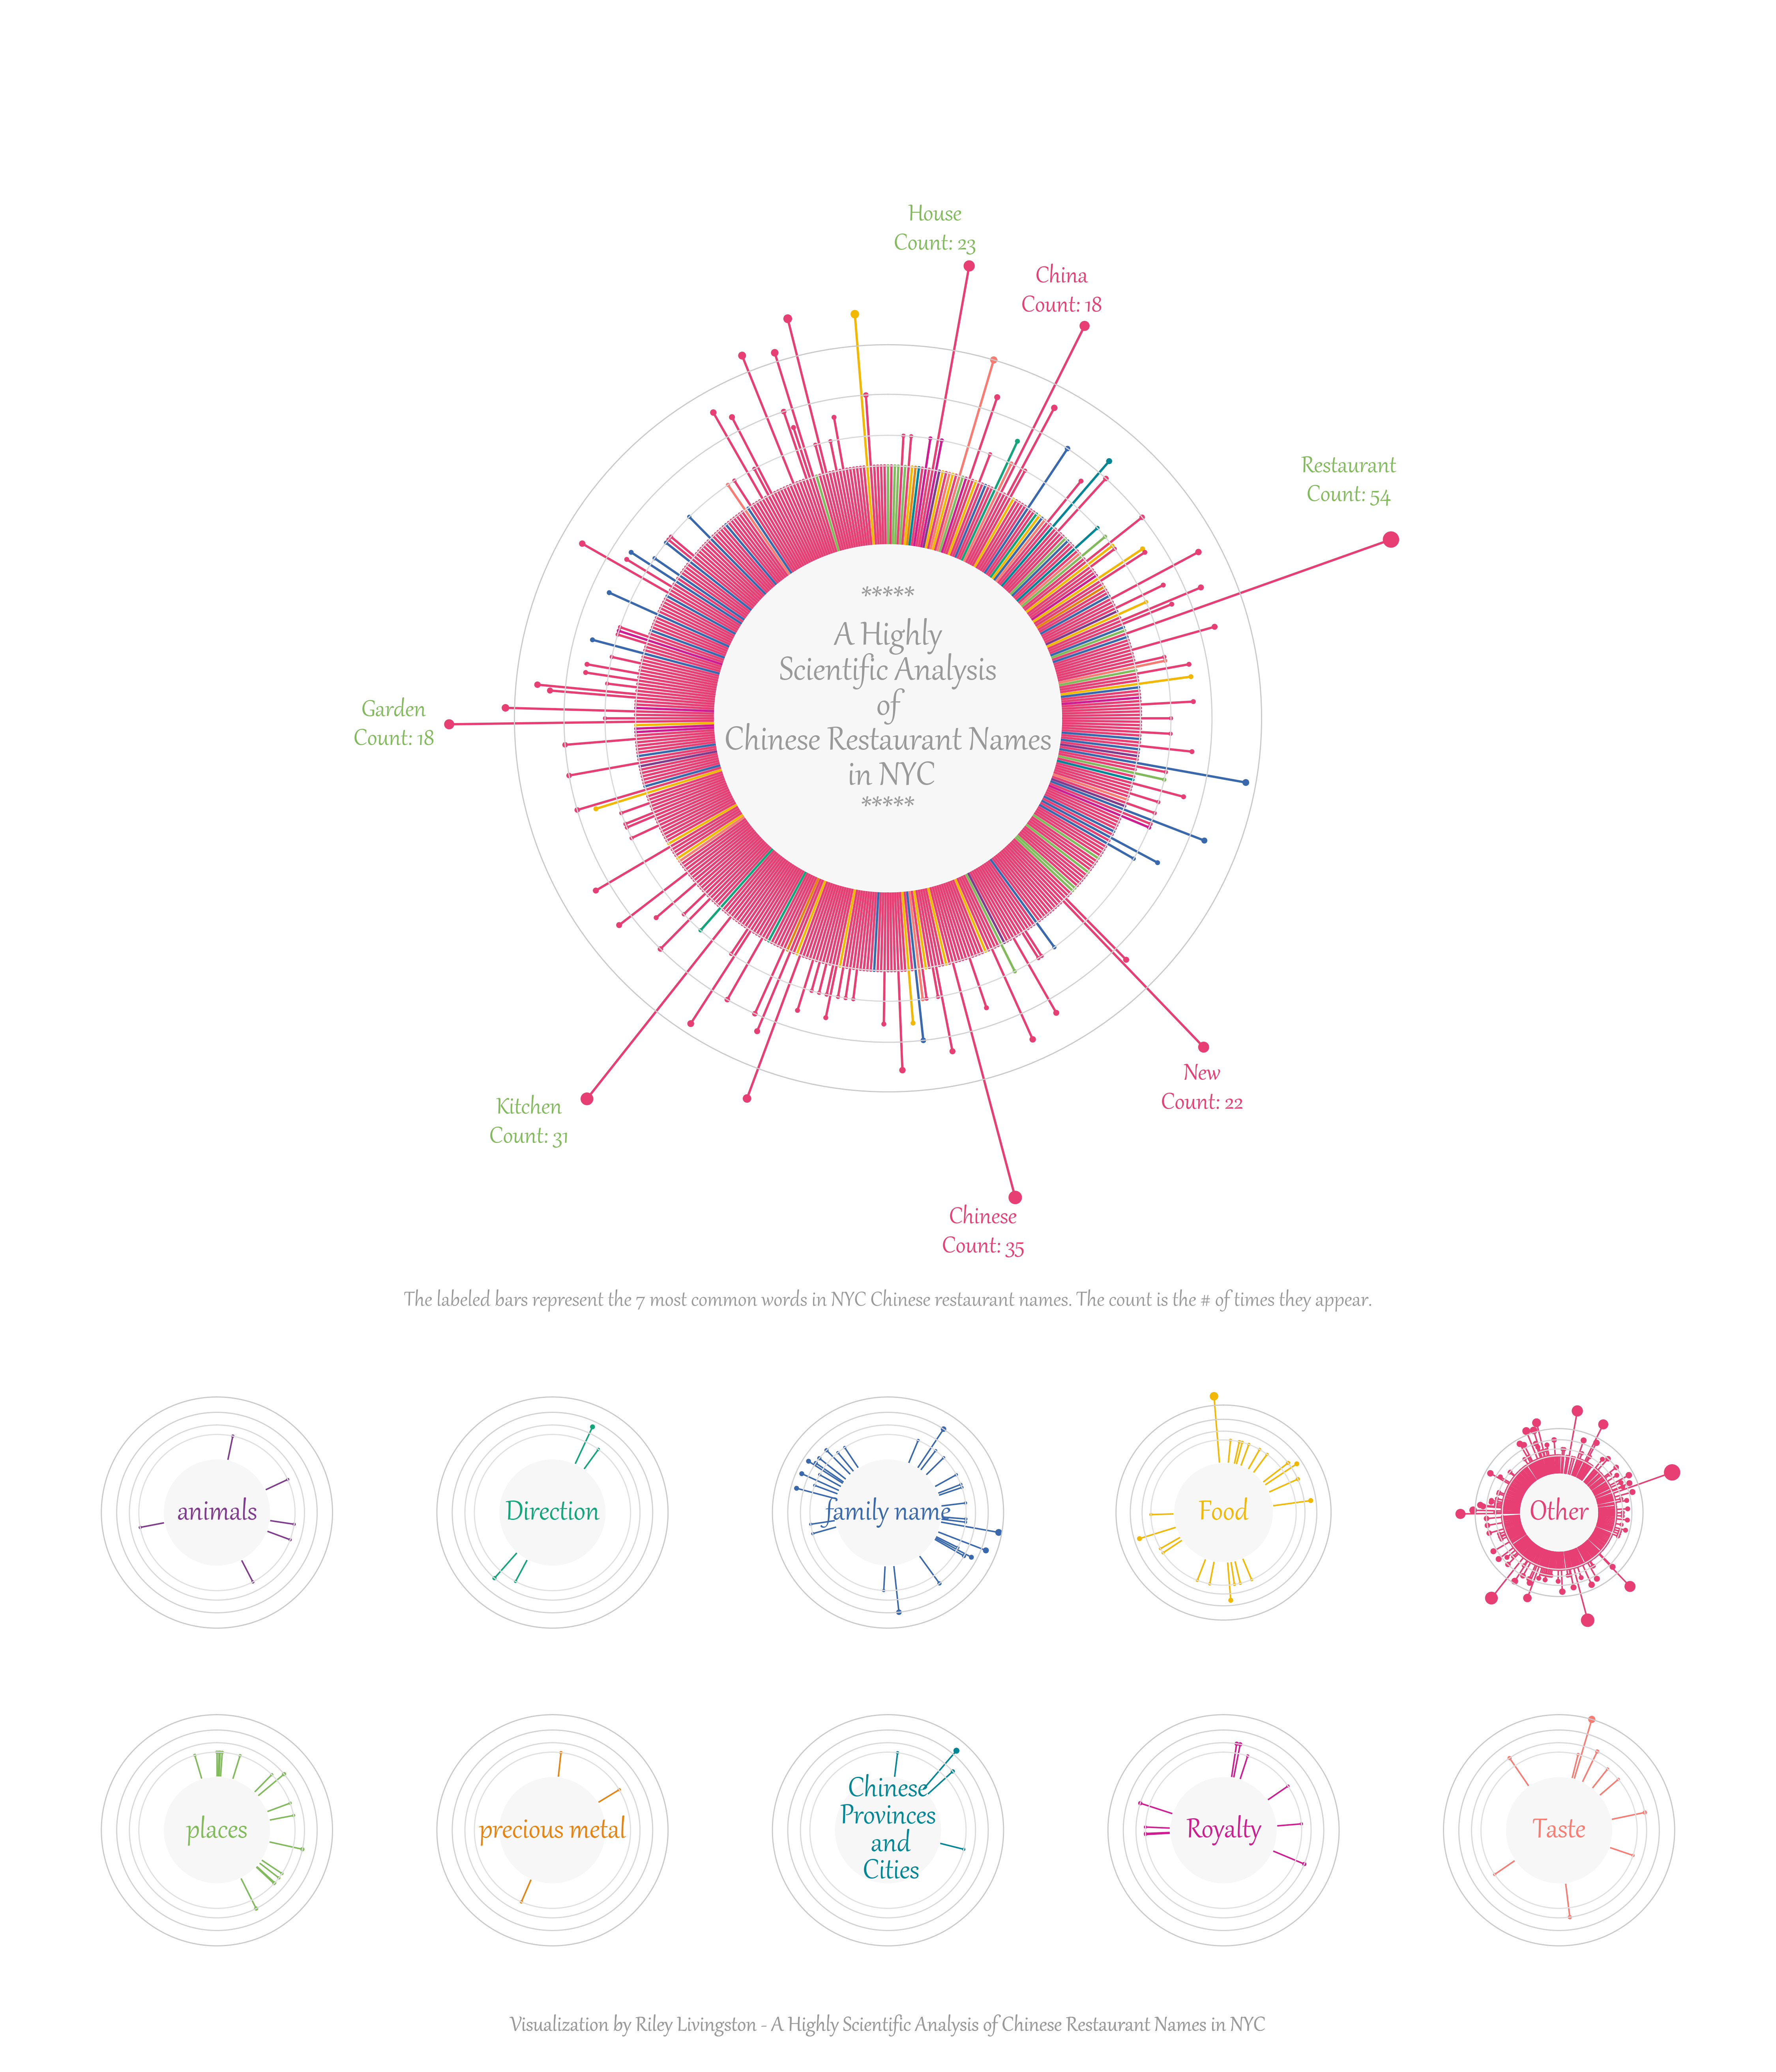 House
Count: 23
China
Count: 18
Restaurant
Count: 54
*****
A Highly
Scientific Analysis
of
Chinese Restaurant Names
in NYC
*****
Garden
Count: 18
New
Count: 22
Kitchen
Count: 31
Chinese
Count: 35
The labeled bars represent the 7 most common words in NYC Chinese restaurant names. The count is the # of times they appear.
animals
Direction
family name
Food
Other
places
precious metal
Chinese
Provinces
and
Cities
Royalty
Taste
Visualization by Riley Livingston - A Highly Scientific Analysis of Chinese Restaurant Names in NYC